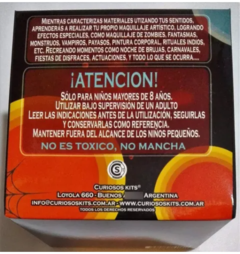 MIENTRAS CARACTERIZAS MATERIALES UTILIZANDO TUS SENTIDOS,
APRENDERÁS A REALIZAR TU PROPIO MAQUILLAJE ARTÍSTICO. LOGRANDO
EFECTOS ESPECIALES, COMO MAQUILLAJE DE ZOMBIES, FANTASMAS,
MONSTRUOS, VAMPIROS, PAYASOS, PINTURA CORPORAL, RITUALES INDIOS,
ETC. RECREANDO MOMENTOS COMO NOCHE DE BRUJAS, CARNAVALES,
FIESTAS DE DISFRACES, ACTUACIONES, Y TODO LO QUE SE OCURRA...
¡ATENCION!
SÓLO PARA NIÑOS MAYORES DE 8 AÑOS.
UTILIZAR BAJO SUPERVISIÓN DE UN ADULTO
LEER LAS INDICACIONES ANTES DE LA UTILIZACIÓN, SEGUIRLAS
Y CONSERVARLAS COMO REFERENCIA.
MANTENER FUERA DEL ALCANCE DE LOS NIÑOS PEQUEÑOS.
NO ES TOXICO, NO MANCHA
CURIOSOS KITS®
LOYOLA 660 - BUENOS ARGENTINA
INFO@CURIOSOSKITS.COM.AR - WWW.CURIOSOSKITS.COM.AR
TODOS LOS DERECHOS RESERVADOS